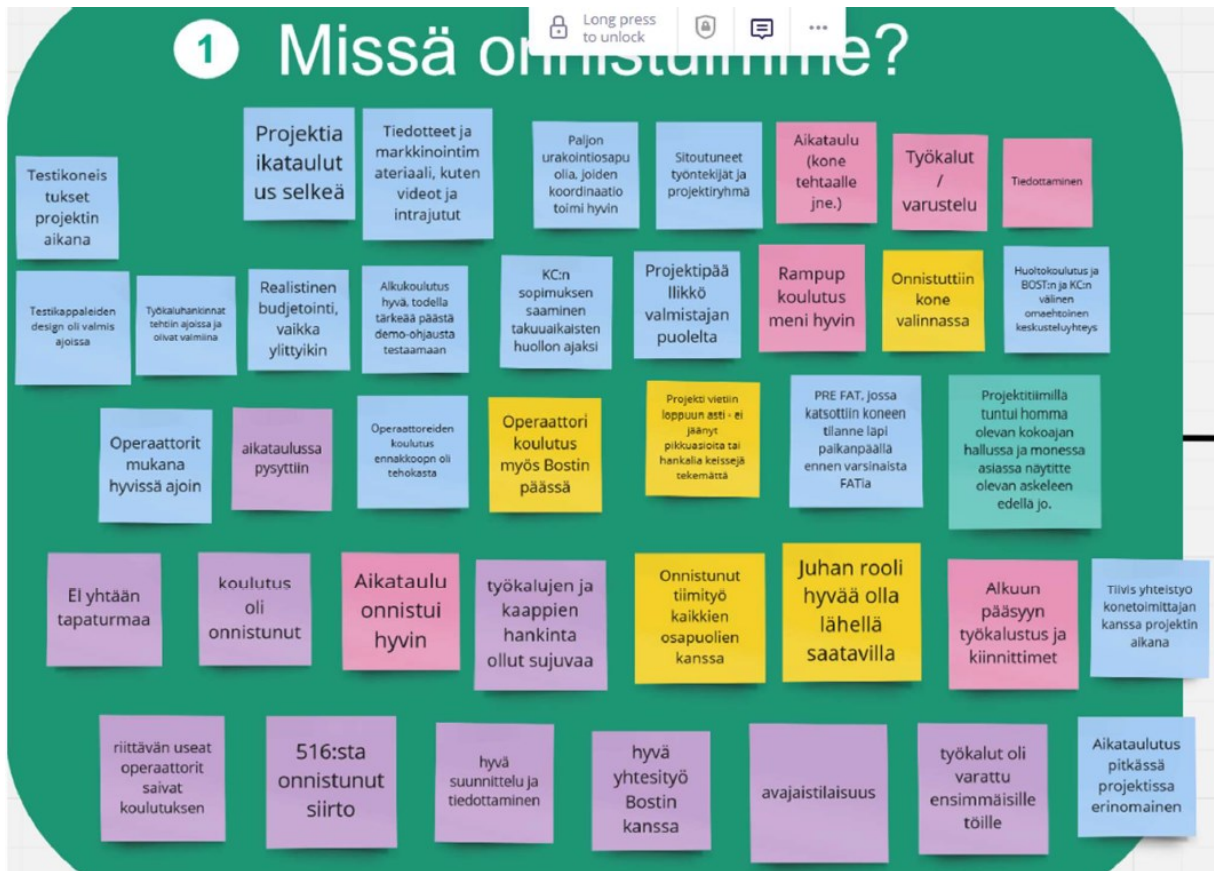 1 Missä onnistuimme?
Long press
to unlock
Testikoneis
tukset
projektin
aikana
Projektia
ikataulut
us selkeä
Tiedotteet ja
markkinointim
ateriaali, kuten
videot ja
intrajutut
Paljon
urakointiosapu
olia, joiden
koordinaatio
toimi hyvin
Sitoutuneet
työntekijät ja
projektiryhmä
Aikataulu
(kone
tehtaalle
jne.)
Työkalut
/
varustelu
Tiedottaminen
Testikappaleiden
design oli valmis
ajoissa
Työkaluhankinnat
tehtiin ajoissa ja
olivat valmiina
Realistinen
budjetointi,
vaikka
ylittyikin
Alkukoulutus
hyvä, todella
tärkeää päästä
demo-ohjausta
testaamaan
KC:n
sopimuksen
saaminen
takuuaikaisten
huollon ajaksi
Projektipää
llikkö
valmistajan
puolelta
Rampup
koulutus
meni hyvin
Onnistuttiin
kone
valinnassa
Huoltokoulutus ja
BOST:n ja KC:n
välinen
omaehtoinen
keskusteluyhteys
Operaattorit
mukana
hyvissä ajoin
aikataulussa
pysyttiin
Operaattoreiden
koulutus
ennakkoopn oli
tehokasta
Operaattori
koulutus
myös Bostin
päässä
Projekti vietiin
loppuun asti - ei
jäänyt
pikkuasioita tai
hankalia keissejä
tekemättä
PRE FAT, jossa
katsottiin koneen
tilanne läpi
paikanpäällä
ennen varsinaista
FATia
Projektitiimillä
tuntui homma
olevan kokoajan
hallussa ja monessa
asiassa näytitte
olevan askeleen
edellä jo.
Ei yhtään
tapaturmaa
koulutus
oli
onnistunut
Aikataulu
onnistui
hyvin
työkalujen ja
kaappien
hankinta
ollut sujuvaa
Onnistunut
tiimityö
kaikkien
osapuolien
kanssa
Juhan rooli
hyvää olla
lähellä
saatavilla
Alkuun
pääsyyn
työkalustus ja
kiinnittimet
Tiivis yhteistyö
konetoimittajan
kanssa projektin
aikana
riittävän useat
operaattorit
saivat
koulutuksen
516:sta
onnistunut
siirto
hyvä
suunnittelu ja
tiedottaminen
hyvä
yhtesityö
Bostin
kanssa
avajaistilaisuus
työkalut oli
varattu
ensimmäisille
töille
Aikataulutus
pitkässä
projektissa
erinomainen